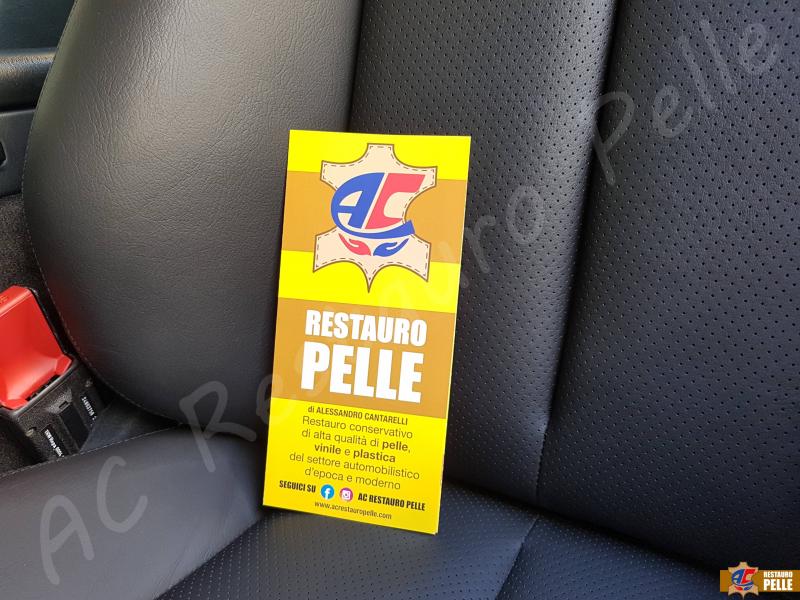 AC
RESTAURO
PELLE
di ALESSANDRO CANTARELLI
Restauro conservativo
di alta qualità di pelle,
vinile e plastica
del settore automobilistico
d'epoca e moderno
SEGUICI SU AC RESTAURO PELLE
www.acrestauropelle.com
AC Restauro Pelle
AC RESTAURO
PELLE